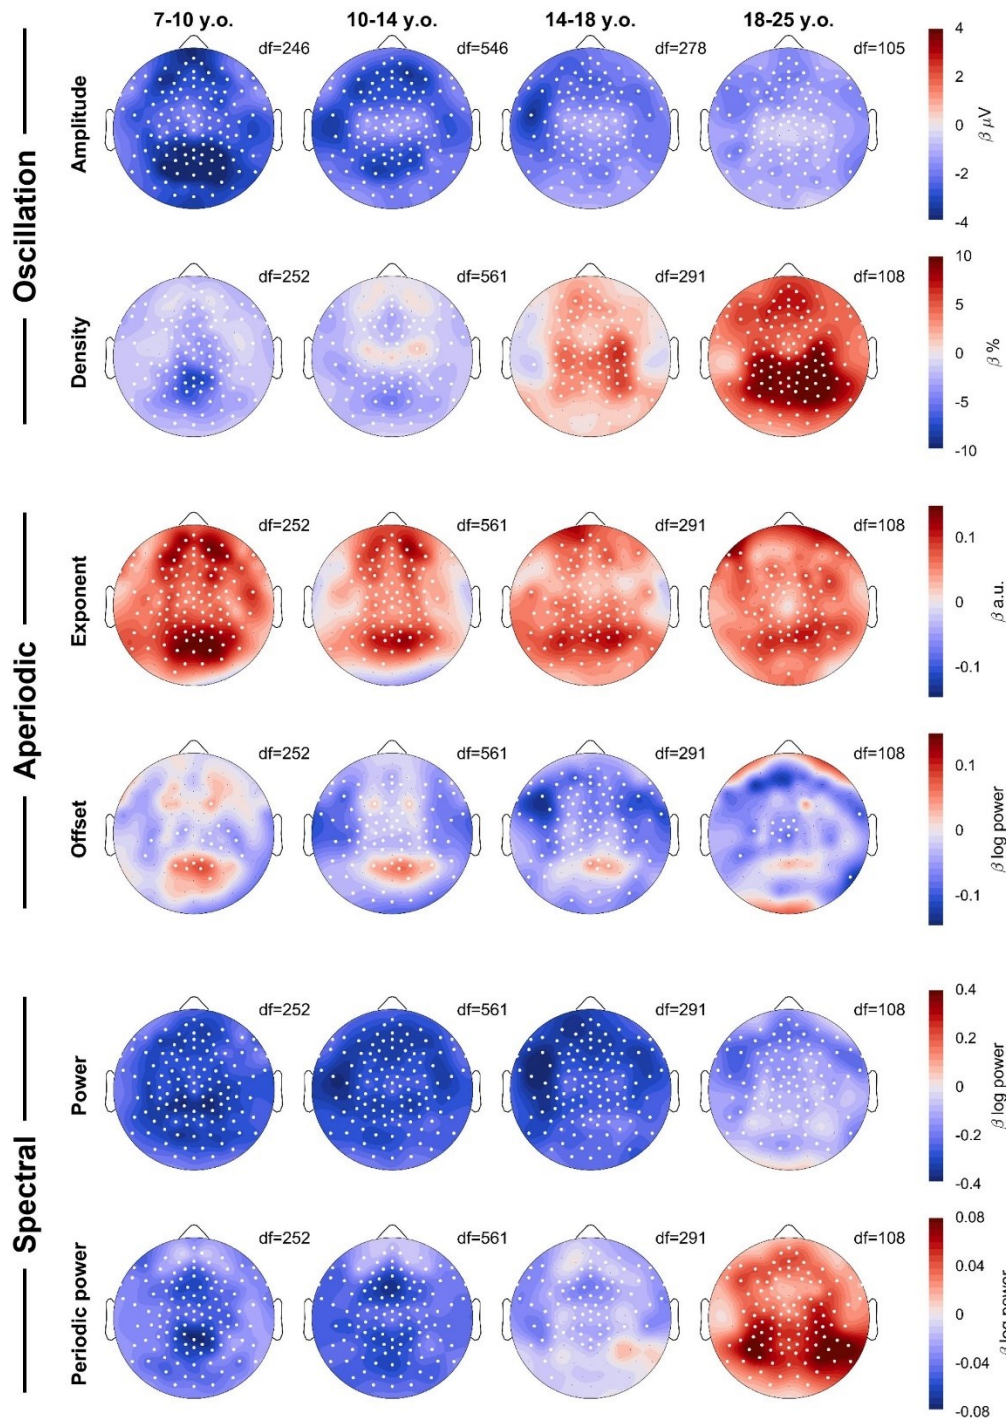 7-10 y.o. 10-14 y.o. 14-18 y.o. 18-25 y.o.
Oscillation
Amplitude
df=246 df=546 df=278 df=105
4
2
0
-2
-4
β μV
Density
df=252 df=561 df=291 df=108
10
5
0
-5
-10
β %
Aperiodic
Exponent
df=252 df=561 df=291 df=108
0.1
0
-0.1
β a.u.
Offset
df=252 df=561 df=291 df=108
0.1
0
-0.1
β log power
Spectral
Power
df=252 df=561 df=291 df=108
0.4
0.2
0
-0.2
-0.4
β log power
Periodic power
df=252 df=561 df=291 df=108
0.08
0.04
0
-0.04
-0.08
β log power